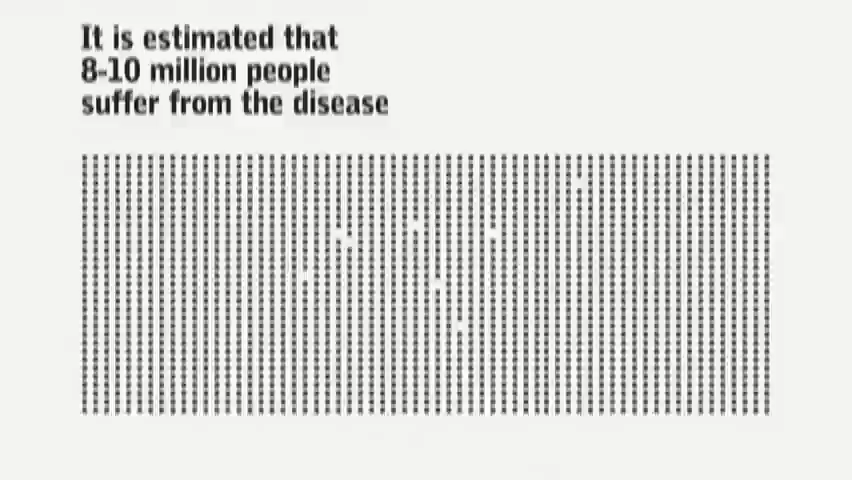 It is estimated that
8-10 million people
suffer from the disease